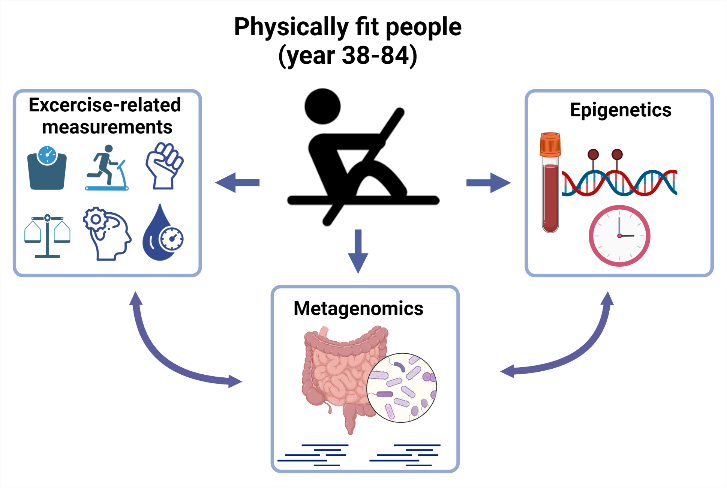 Physically fit people
(year 38-84)
Excercise-related
measurements
Epigenetics
Metagenomics